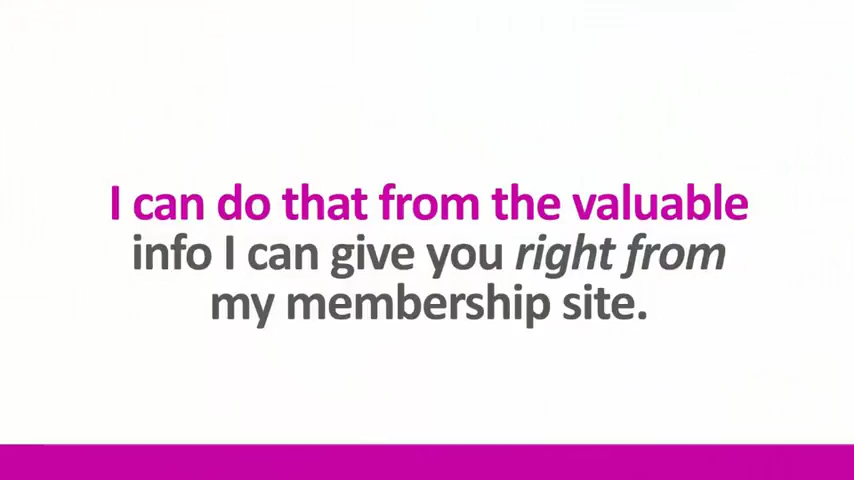 I can do that from the valuable
info I can give you right from
my membership site.